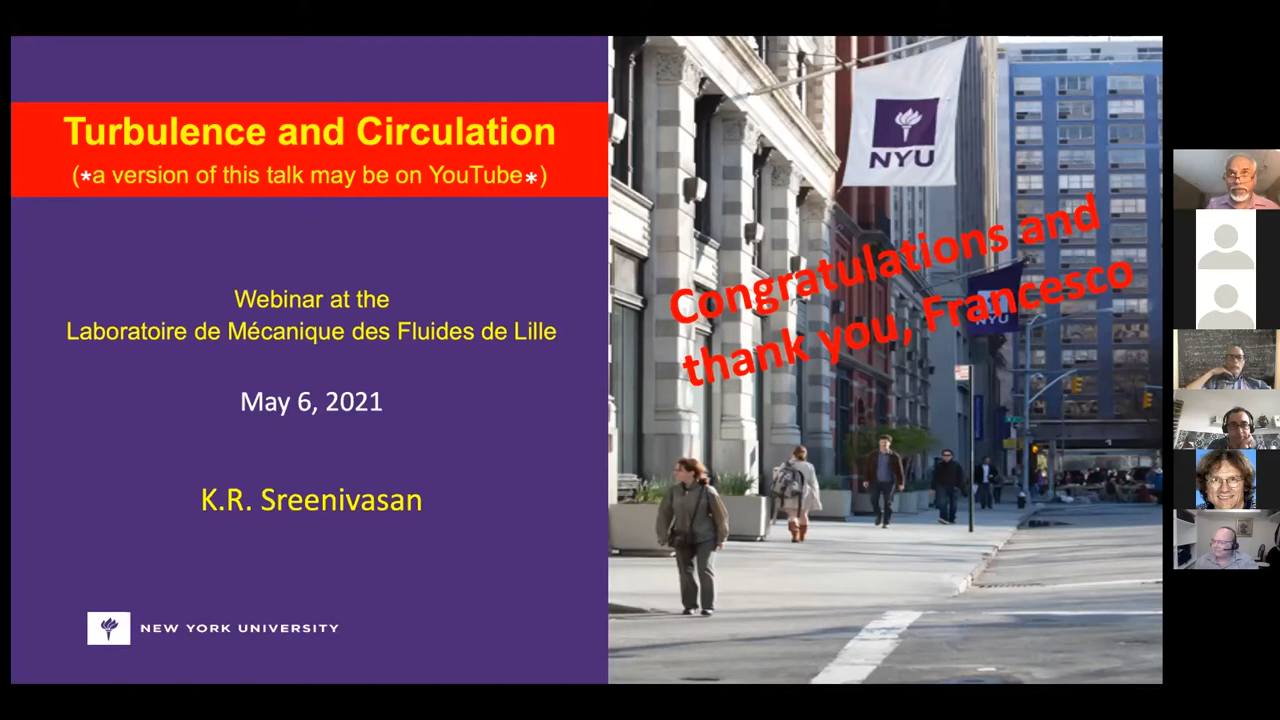 Turbulence and Circulation
(*a version of this talk may be on YouTube*)
Webinar at the
Laboratoire de Mécanique des Fluides de Lille
May 6, 2021
K.R. Sreenivasan
NEW YORK UNIVERSITY
NYU
Congratulations and
thank you, Francesco
NYU